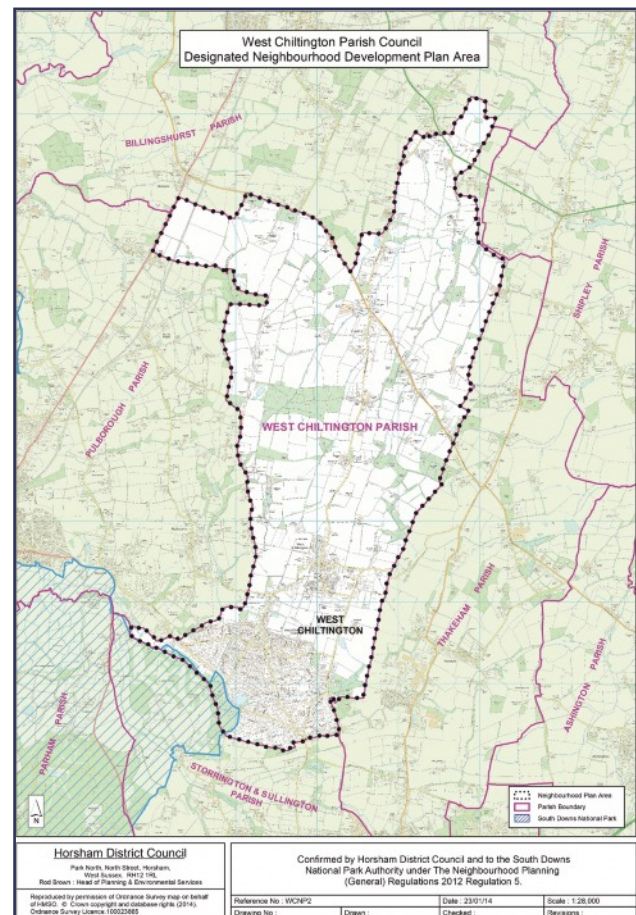 West Chiltington Parish Council
Designated Neighbourhood Development Plan Area
BILLINGSHURST PARISH
SHIPLEY PARISH
PULBOROUGH PARISH
WEST CHILTINGTON PARISH
WEST
CHILTINGTON
THAKEHAM PARISH
ASHINGTON PARISH
PARHAM PARISH
STORRINGTON & SULLINGTON
PARISH
N
Neighbourhood Plan Area
Parish Boundary
South Downs National Park
Horsham District Council
Park North, North Street, Horsham,
West Sussex. RH12 1RL
Rod Brown : Head of Planning & Environmental Services
Reproduced by permission of Ordnance Survey map on behalf
of HMSO. © Crown copyright and database rights (2014).
Ordnance Survey Licence.100023865
Confirmed by Horsham District Council and to the South Downs
National Park Authority under The Neighbourhood Planning
(General) Regulations 2012 Regulation 5.
Reference No : WCNP2
Date : 23/01/14
Scale : 1:28,000
Drawing No :
Drawn :
Checked :
Revisions :